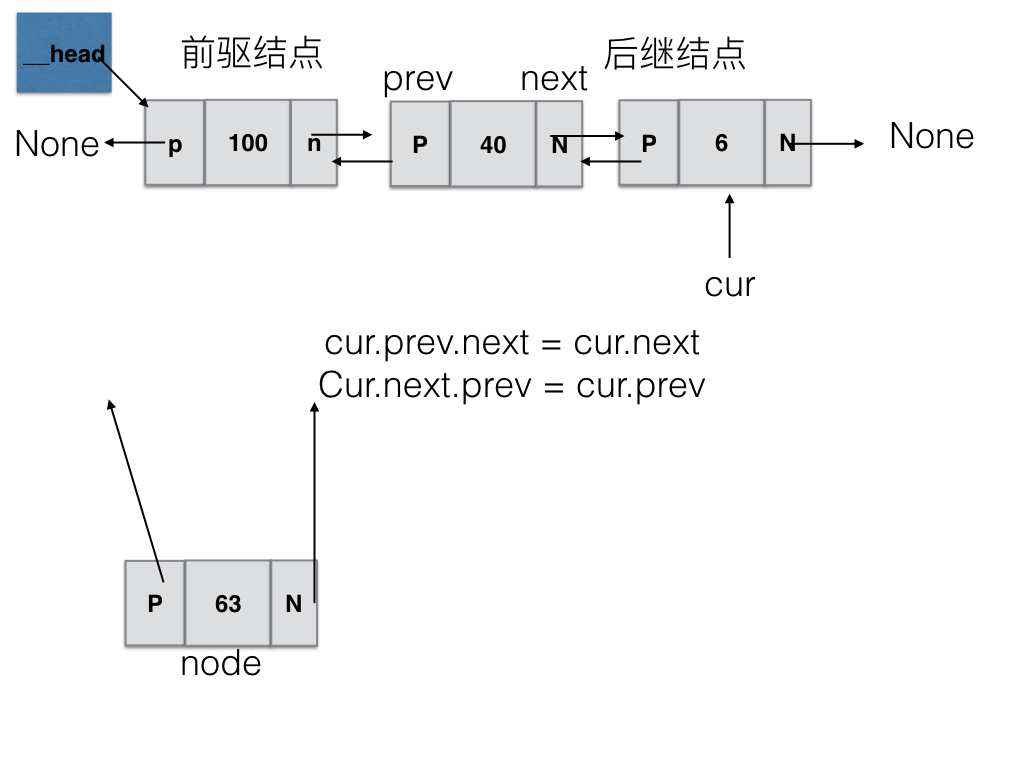 __head
前驱结点
后继结点
prev
next
None
p
100
n
P
40
N
P
6
N
None
cur
cur.prev.next = cur.next
Cur.next.prev = cur.prev
P
63
N
node